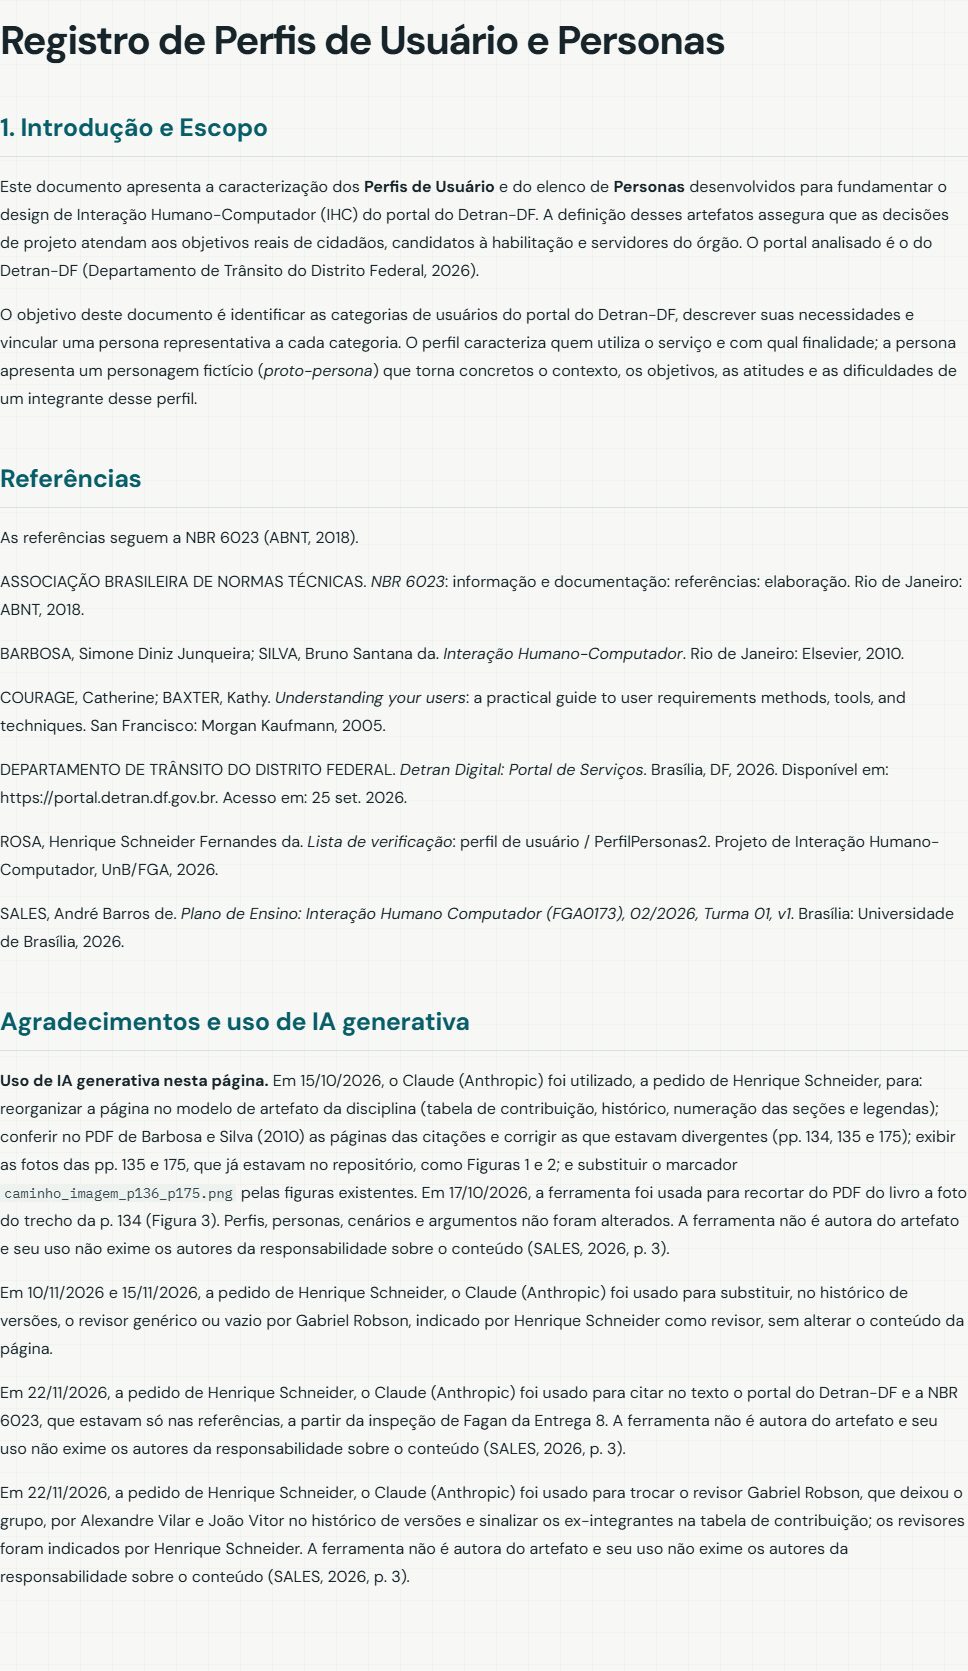 Registro de Perfis de Usuário e Personas
1. Introdução e Escopo
Este documento apresenta a caracterização dos Perfis de Usuário e do elenco de Personas desenvolvidos para fundamentar o
design de Interação Humano-Computador (IHC) do portal do Detran-DF. A definição desses artefatos assegura que as decisões
de projeto atendam aos objetivos reais de cidadãos, candidatos à habilitação e servidores do órgão. O portal analisado é o do
Detran-DF (Departamento de Trânsito do Distrito Federal, 2026).
O objetivo deste documento é identificar as categorias de usuários do portal do Detran-DF, descrever suas necessidades e
vincular uma persona representativa a cada categoria. O perfil caracteriza quem utiliza o serviço e com qual finalidade; a persona
apresenta um personagem fictício (proto-persona) que torna concretos o contexto, os objetivos, as atitudes e as dificuldades de
um integrante desse perfil.
Referências
As referências seguem a NBR 6023 (ABNT, 2018).
ASSOCIAÇÃO BRASILEIRA DE NORMAS TÉCNICAS. NBR 6023: informação e documentação: referências: elaboração. Rio de Janeiro:
ABNT, 2018.
BARBOSA, Simone Diniz Junqueira; SILVA, Bruno Santana da. Interação Humano-Computador. Rio de Janeiro: Elsevier, 2010.
COURAGE, Catherine; BAXTER, Kathy. Understanding your users: a practical guide to user requirements methods, tools, and
techniques. San Francisco: Morgan Kaufmann, 2005.
DEPARTAMENTO DE TRÂNSITO DO DISTRITO FEDERAL. Detran Digital: Portal de Serviços. Brasília, DF, 2026. Disponível em:
https://portal.detran.df.gov.br. Acesso em: 25 set. 2026.
ROSA, Henrique Schneider Fernandes da. Lista de verificação: perfil de usuário / PerfilPersonas2. Projeto de Interação Humano-
Computador, UnB/FGA, 2026.
SALES, André Barros de. Plano de Ensino: Interação Humano Computador (FGA0173), 02/2026, Turma 01, v1. Brasília: Universidade
de Brasília, 2026.
Agradecimentos e uso de IA generativa
Uso de IA generativa nesta página. Em 15/10/2026, o Claude (Anthropic) foi utilizado, a pedido de Henrique Schneider, para:
reorganizar a página no modelo de artefato da disciplina (tabela de contribuição, histórico, numeração das seções e legendas);
conferir no PDF de Barbosa e Silva (2010) as páginas das citações e corrigir as que estavam divergentes (pp. 134, 135 e 175); exibir
as fotos das pp. 135 e 175, que já estavam no repositório, como Figuras 1 e 2; e substituir o marcador
caminho_imagem_p136_p175.png pelas figuras existentes. Em 17/10/2026, a ferramenta foi usada para recortar do PDF do livro a foto
do trecho da p. 134 (Figura 3). Perfis, personas, cenários e argumentos não foram alterados. A ferramenta não é autora do artefato
e seu uso não exime os autores da responsabilidade sobre o conteúdo (SALES, 2026, p. 3).
Em 10/11/2026 e 15/11/2026, a pedido de Henrique Schneider, o Claude (Anthropic) foi usado para substituir, no histórico de
versões, o revisor genérico ou vazio por Gabriel Robson, indicado por Henrique Schneider como revisor, sem alterar o conteúdo da
página.
Em 22/11/2026, a pedido de Henrique Schneider, o Claude (Anthropic) foi usado para citar no texto o portal do Detran-DF e a NBR
6023, que estavam só nas referências, a partir da inspeção de Fagan da Entrega 8. A ferramenta não é autora do artefato e seu
uso não exime os autores da responsabilidade sobre o conteúdo (SALES, 2026, p. 3).
Em 22/11/2026, a pedido de Henrique Schneider, o Claude (Anthropic) foi usado para trocar o revisor Gabriel Robson, que deixou o
grupo, por Alexandre Vilar e João Vitor no histórico de versões e sinalizar os ex-integrantes na tabela de contribuição; os revisores
foram indicados por Henrique Schneider. A ferramenta não é autora do artefato e seu uso não exime os autores da
responsabilidade sobre o conteúdo (SALES, 2026, p. 3).